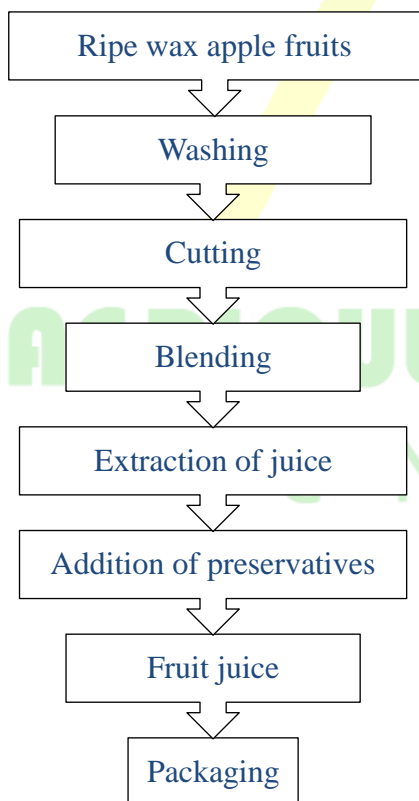 Ripe wax apple fruits
Washing
Cutting
Blending
Extraction of juice
Addition of preservatives
Fruit juice
Packaging